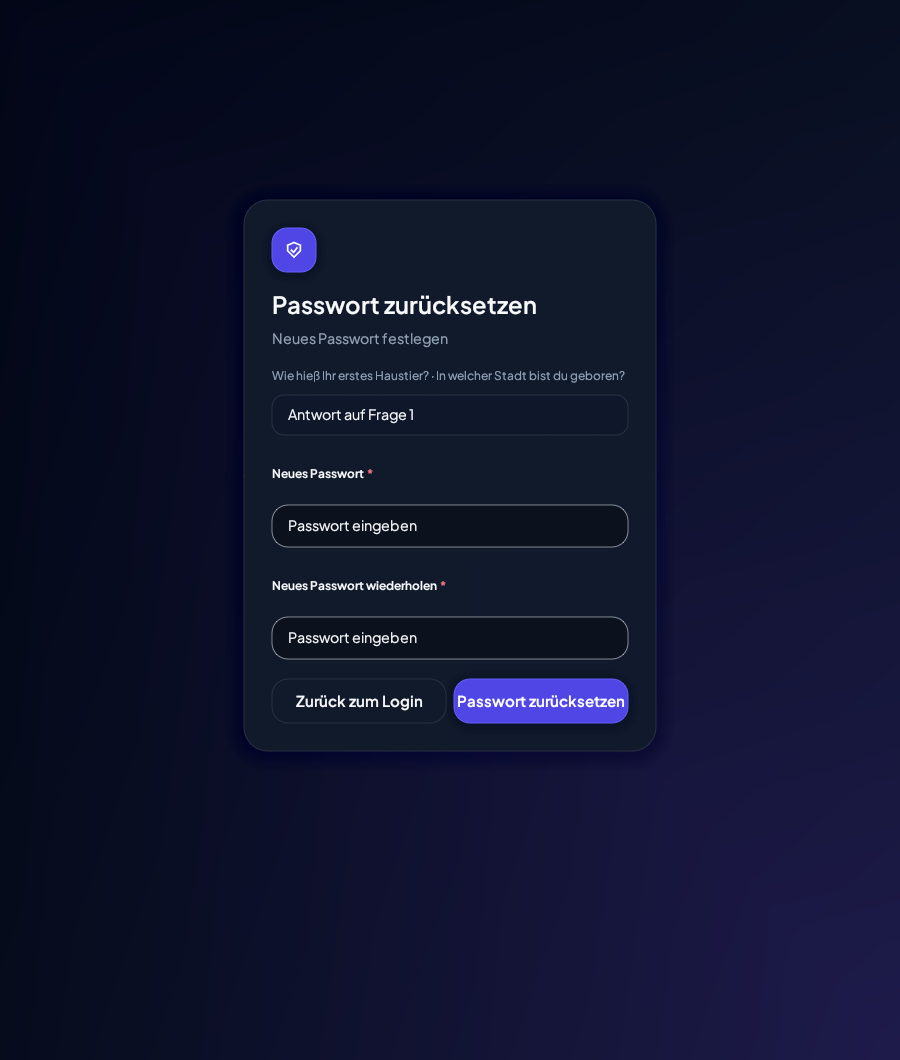 Passwort zurücksetzen
Neues Passwort festlegen
Wie hieß Ihr erstes Haustier? · In welcher Stadt bist du geboren?
Antwort auf Frage 1
Neues Passwort *
Passwort eingeben
Neues Passwort wiederholen *
Passwort eingeben
Zurück zum Login
Passwort zurücksetzen